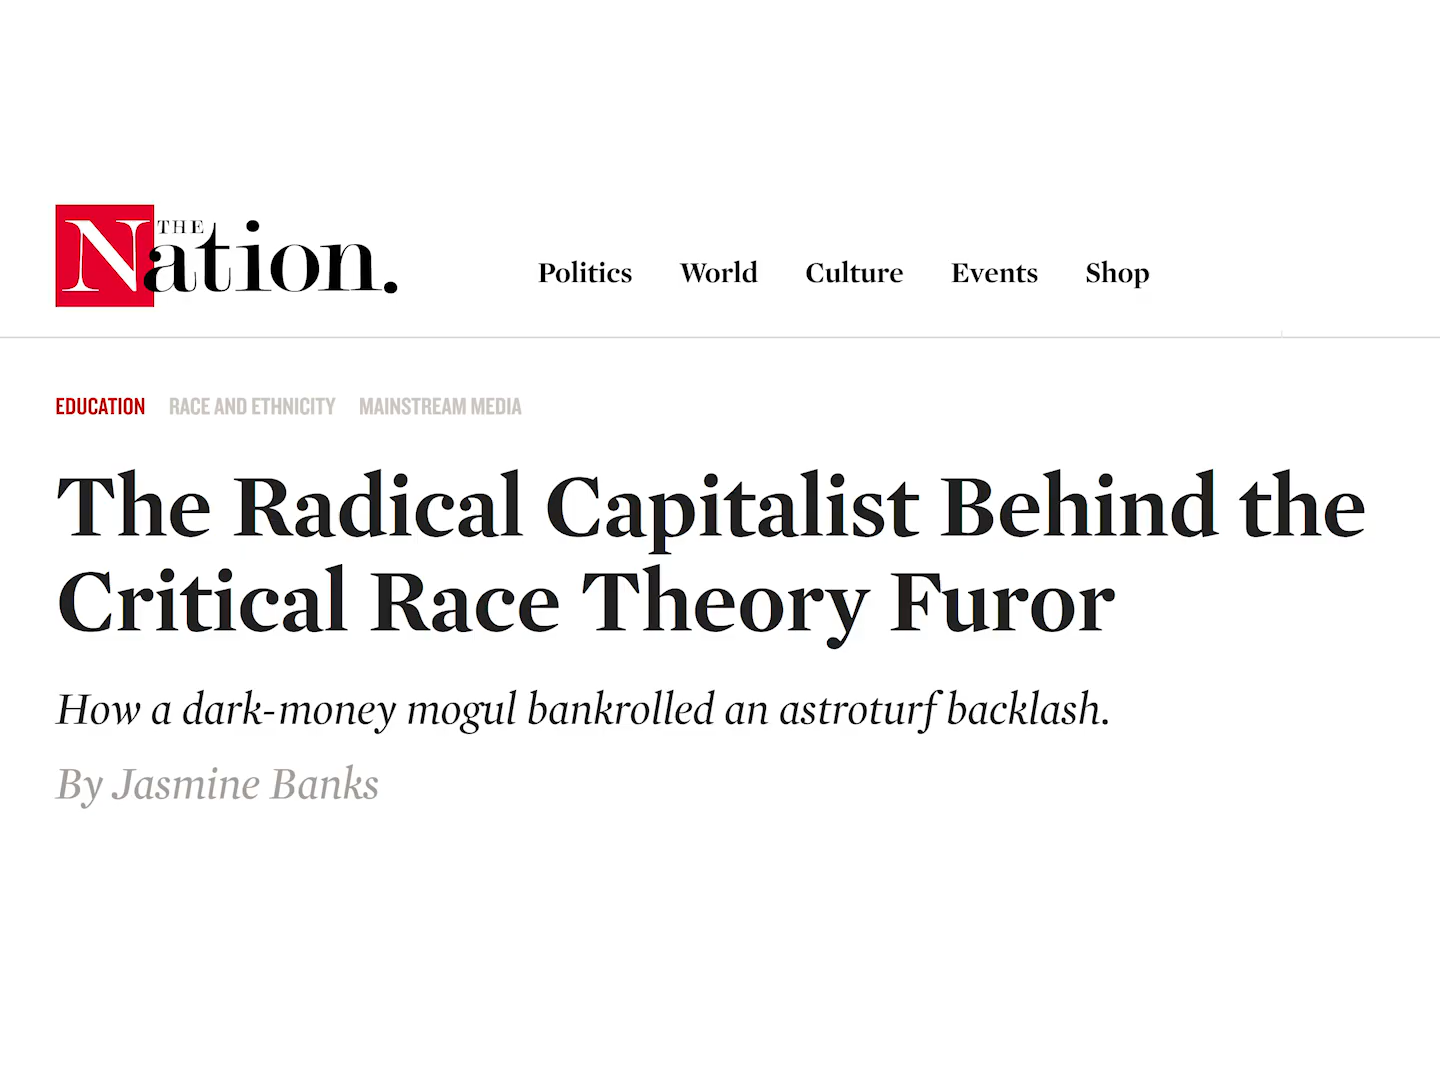 THE Nation.
Politics World Culture Events Shop
EDUCATION RACE AND ETHNICITY MAINSTREAM MEDIA
The Radical Capitalist Behind the
Critical Race Theory Furor
How a dark-money mogul bankrolled an astroturf backlash.
By Jasmine Banks